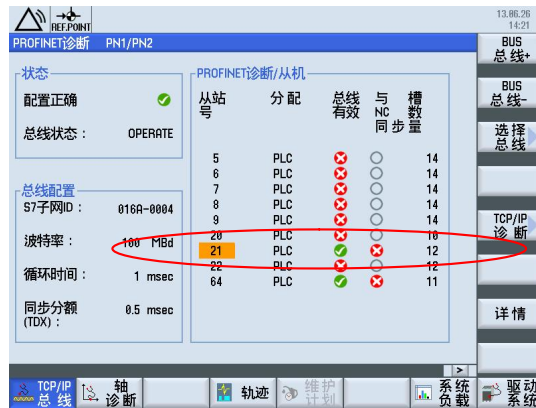 REF.POINT
13.06.26
14:21
PROFINET诊断 PN1/PN2
状态
配置正确
总线状态： OPERATE
总线配置
S7子网ID： 016A-0004
波特率： 100 MBd
循环时间： 1 msec
同步分额 0.5 msec
(TDX)：
PROFINET诊断/从机
从站 分配 总线 与 槽
号 有效 NC 数
同步 量
5 PLC 14
6 PLC 14
7 PLC 14
8 PLC 14
9 PLC 14
20 PLC 10
21 PLC 12
22 PLC 12
64 PLC 11
BUS
总线+
BUS
总线-
选择
总线
TCP/IP
诊断
详情
>
TCP/IP
总线
轴
诊断
轨迹
维护
计划
系统
负载
驱动
系统